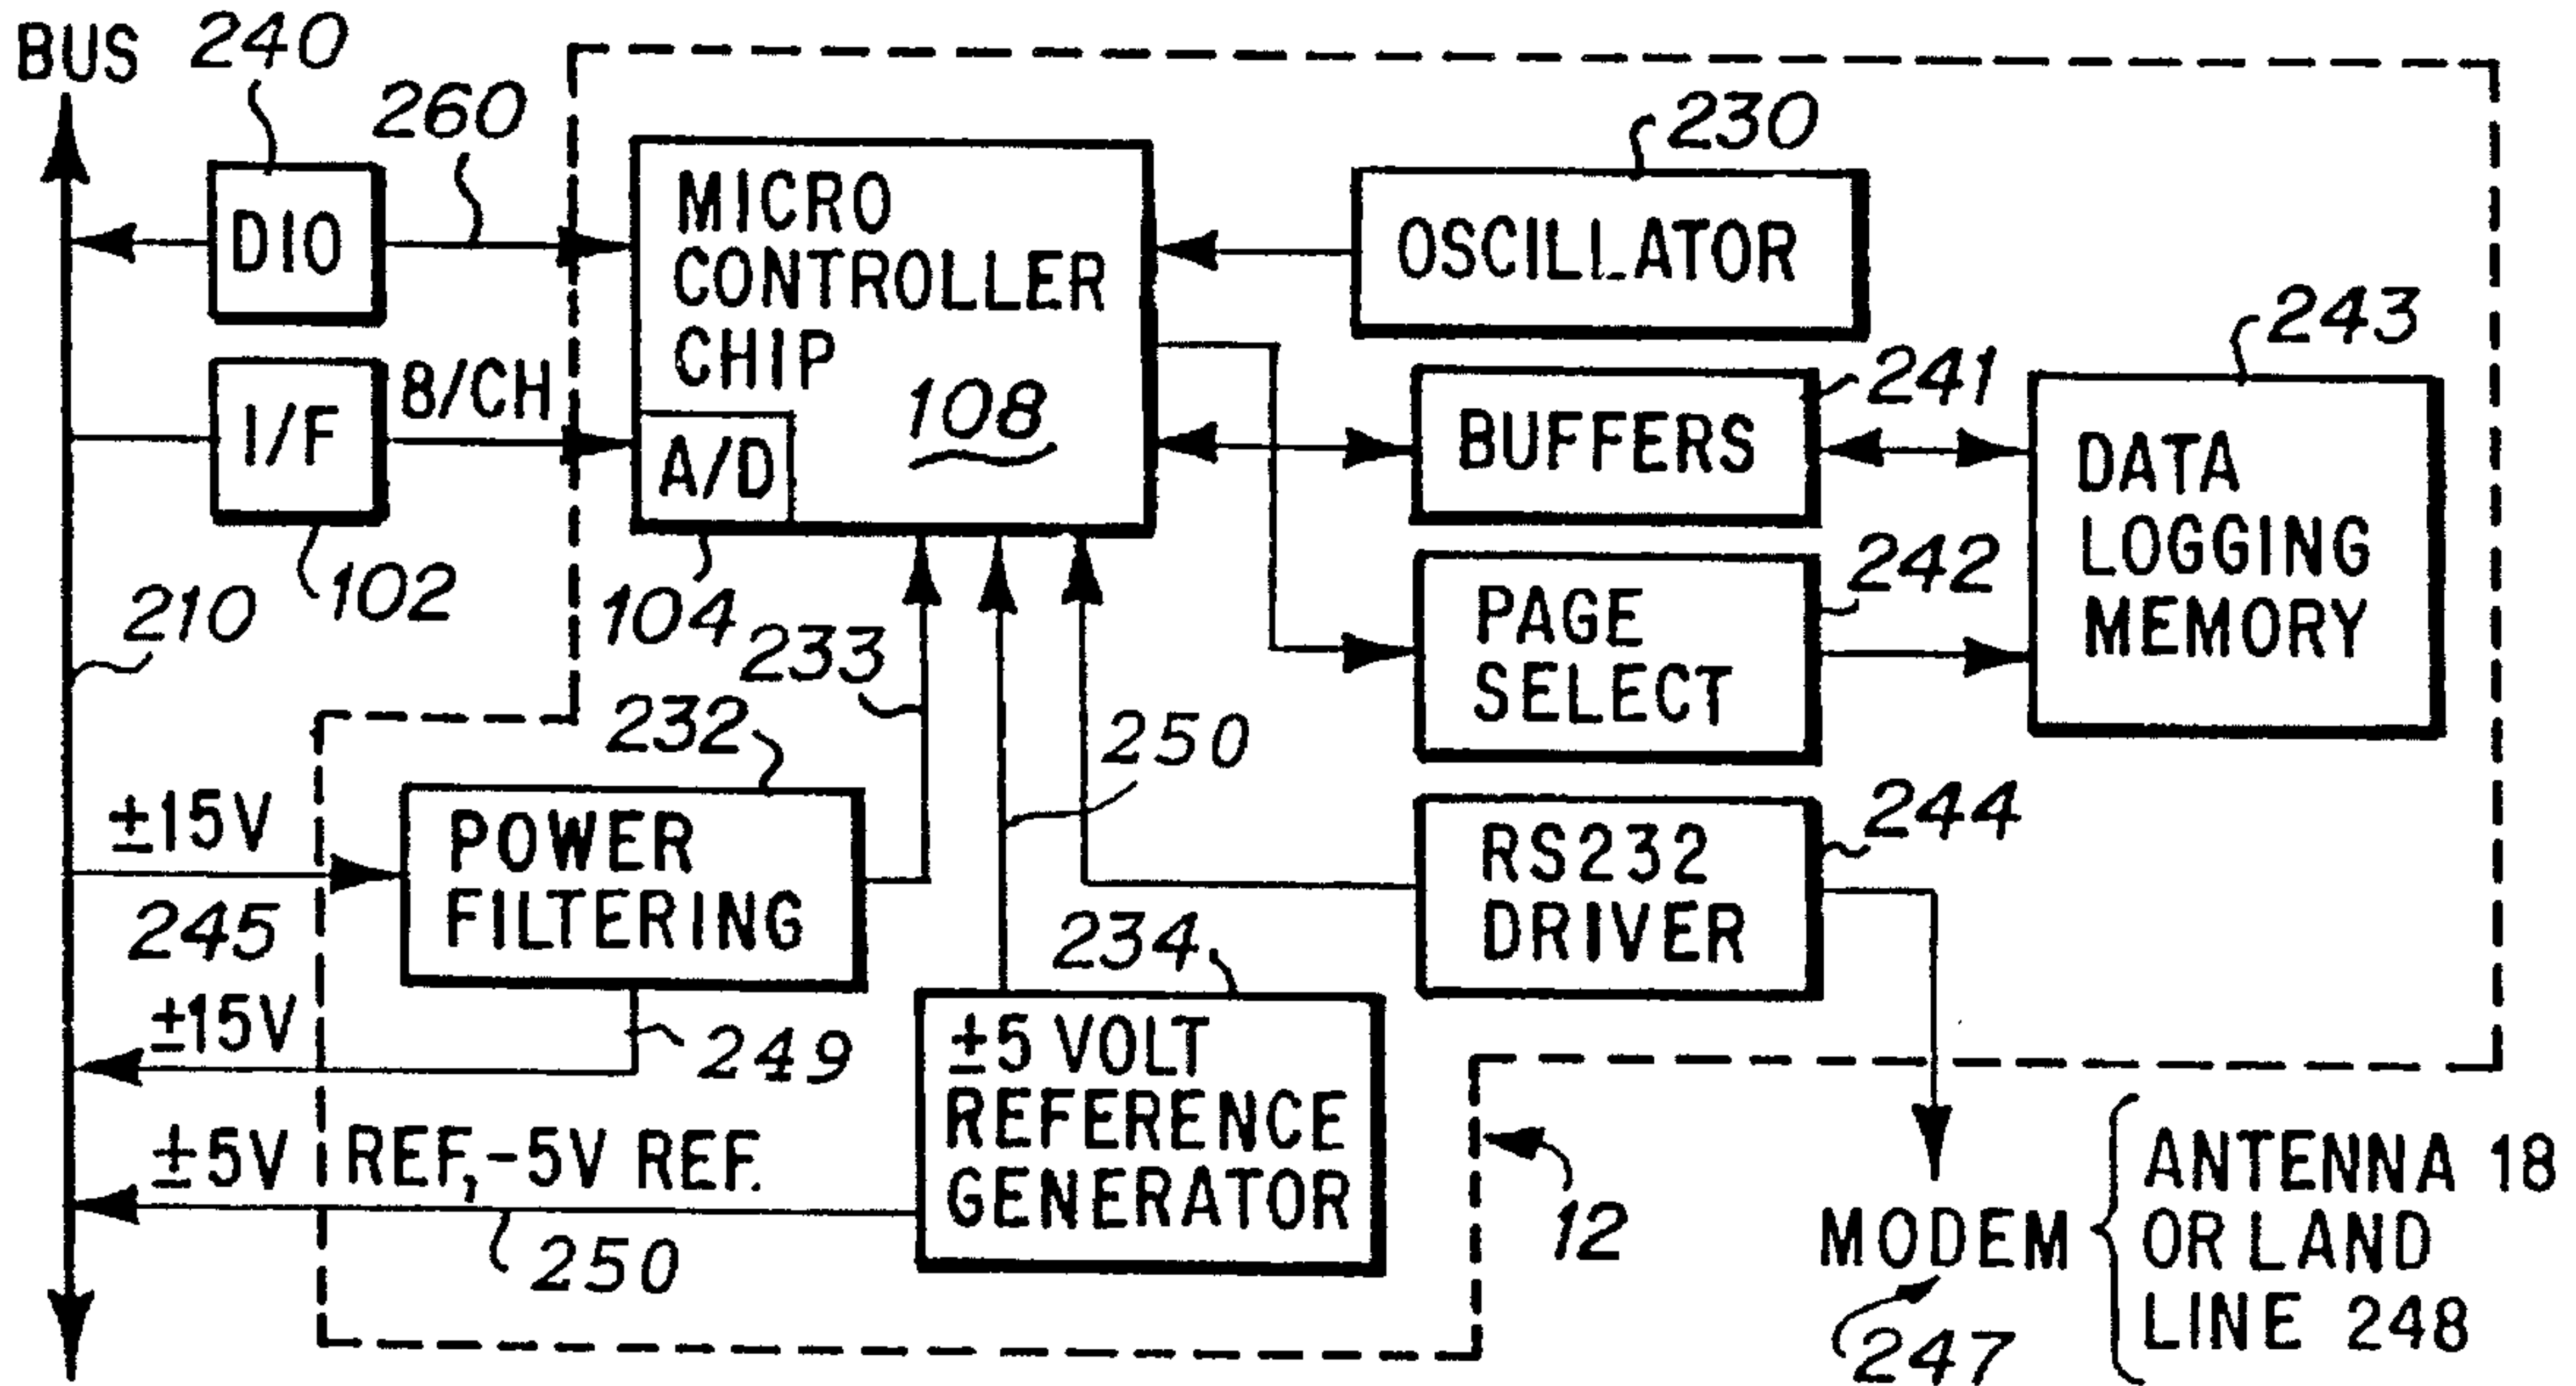 BUS
240
260
DIO
I/F
8/CH
102
210
MICRO
CONTROLLER
CHIP
108
A/D
104
230
OSCILLATOR
241
BUFFERS
243
DATA
LOGGING
MEMORY
242
PAGE
SELECT
233
232
250
±15V
245
POWER
FILTERING
244
RS232
DRIVER
±15V
249
234
±5 VOLT
REFERENCE
GENERATOR
±5V REF,-5V REF.
250
12
MODEM
247
ANTENNA 18
OR LAND
LINE 248